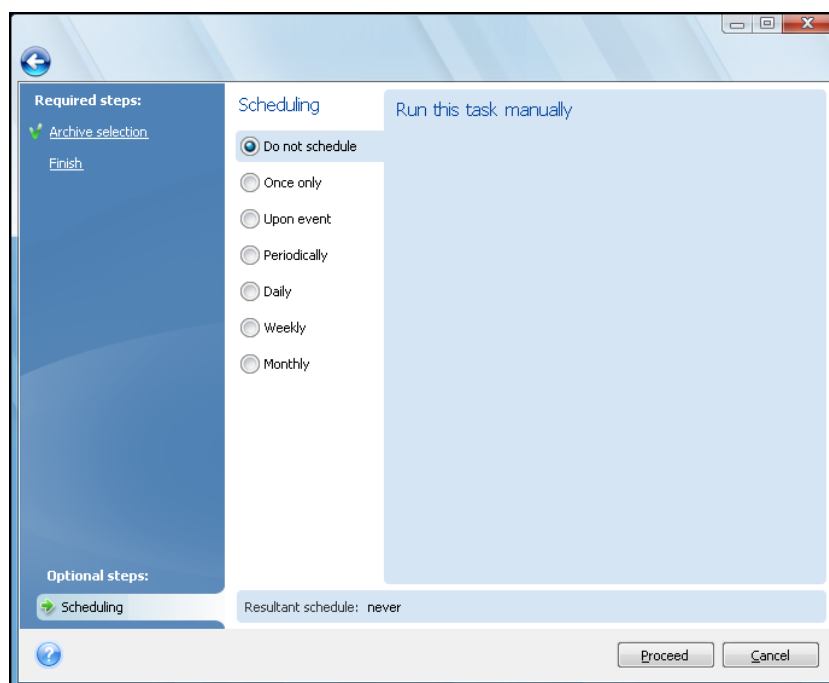 Required steps:
Archive selection
Finish
Optional steps:
Scheduling
Scheduling
Do not schedule
Once only
Upon event
Periodically
Daily
Weekly
Monthly
Run this task manually
Resultant schedule: never
Proceed
Cancel